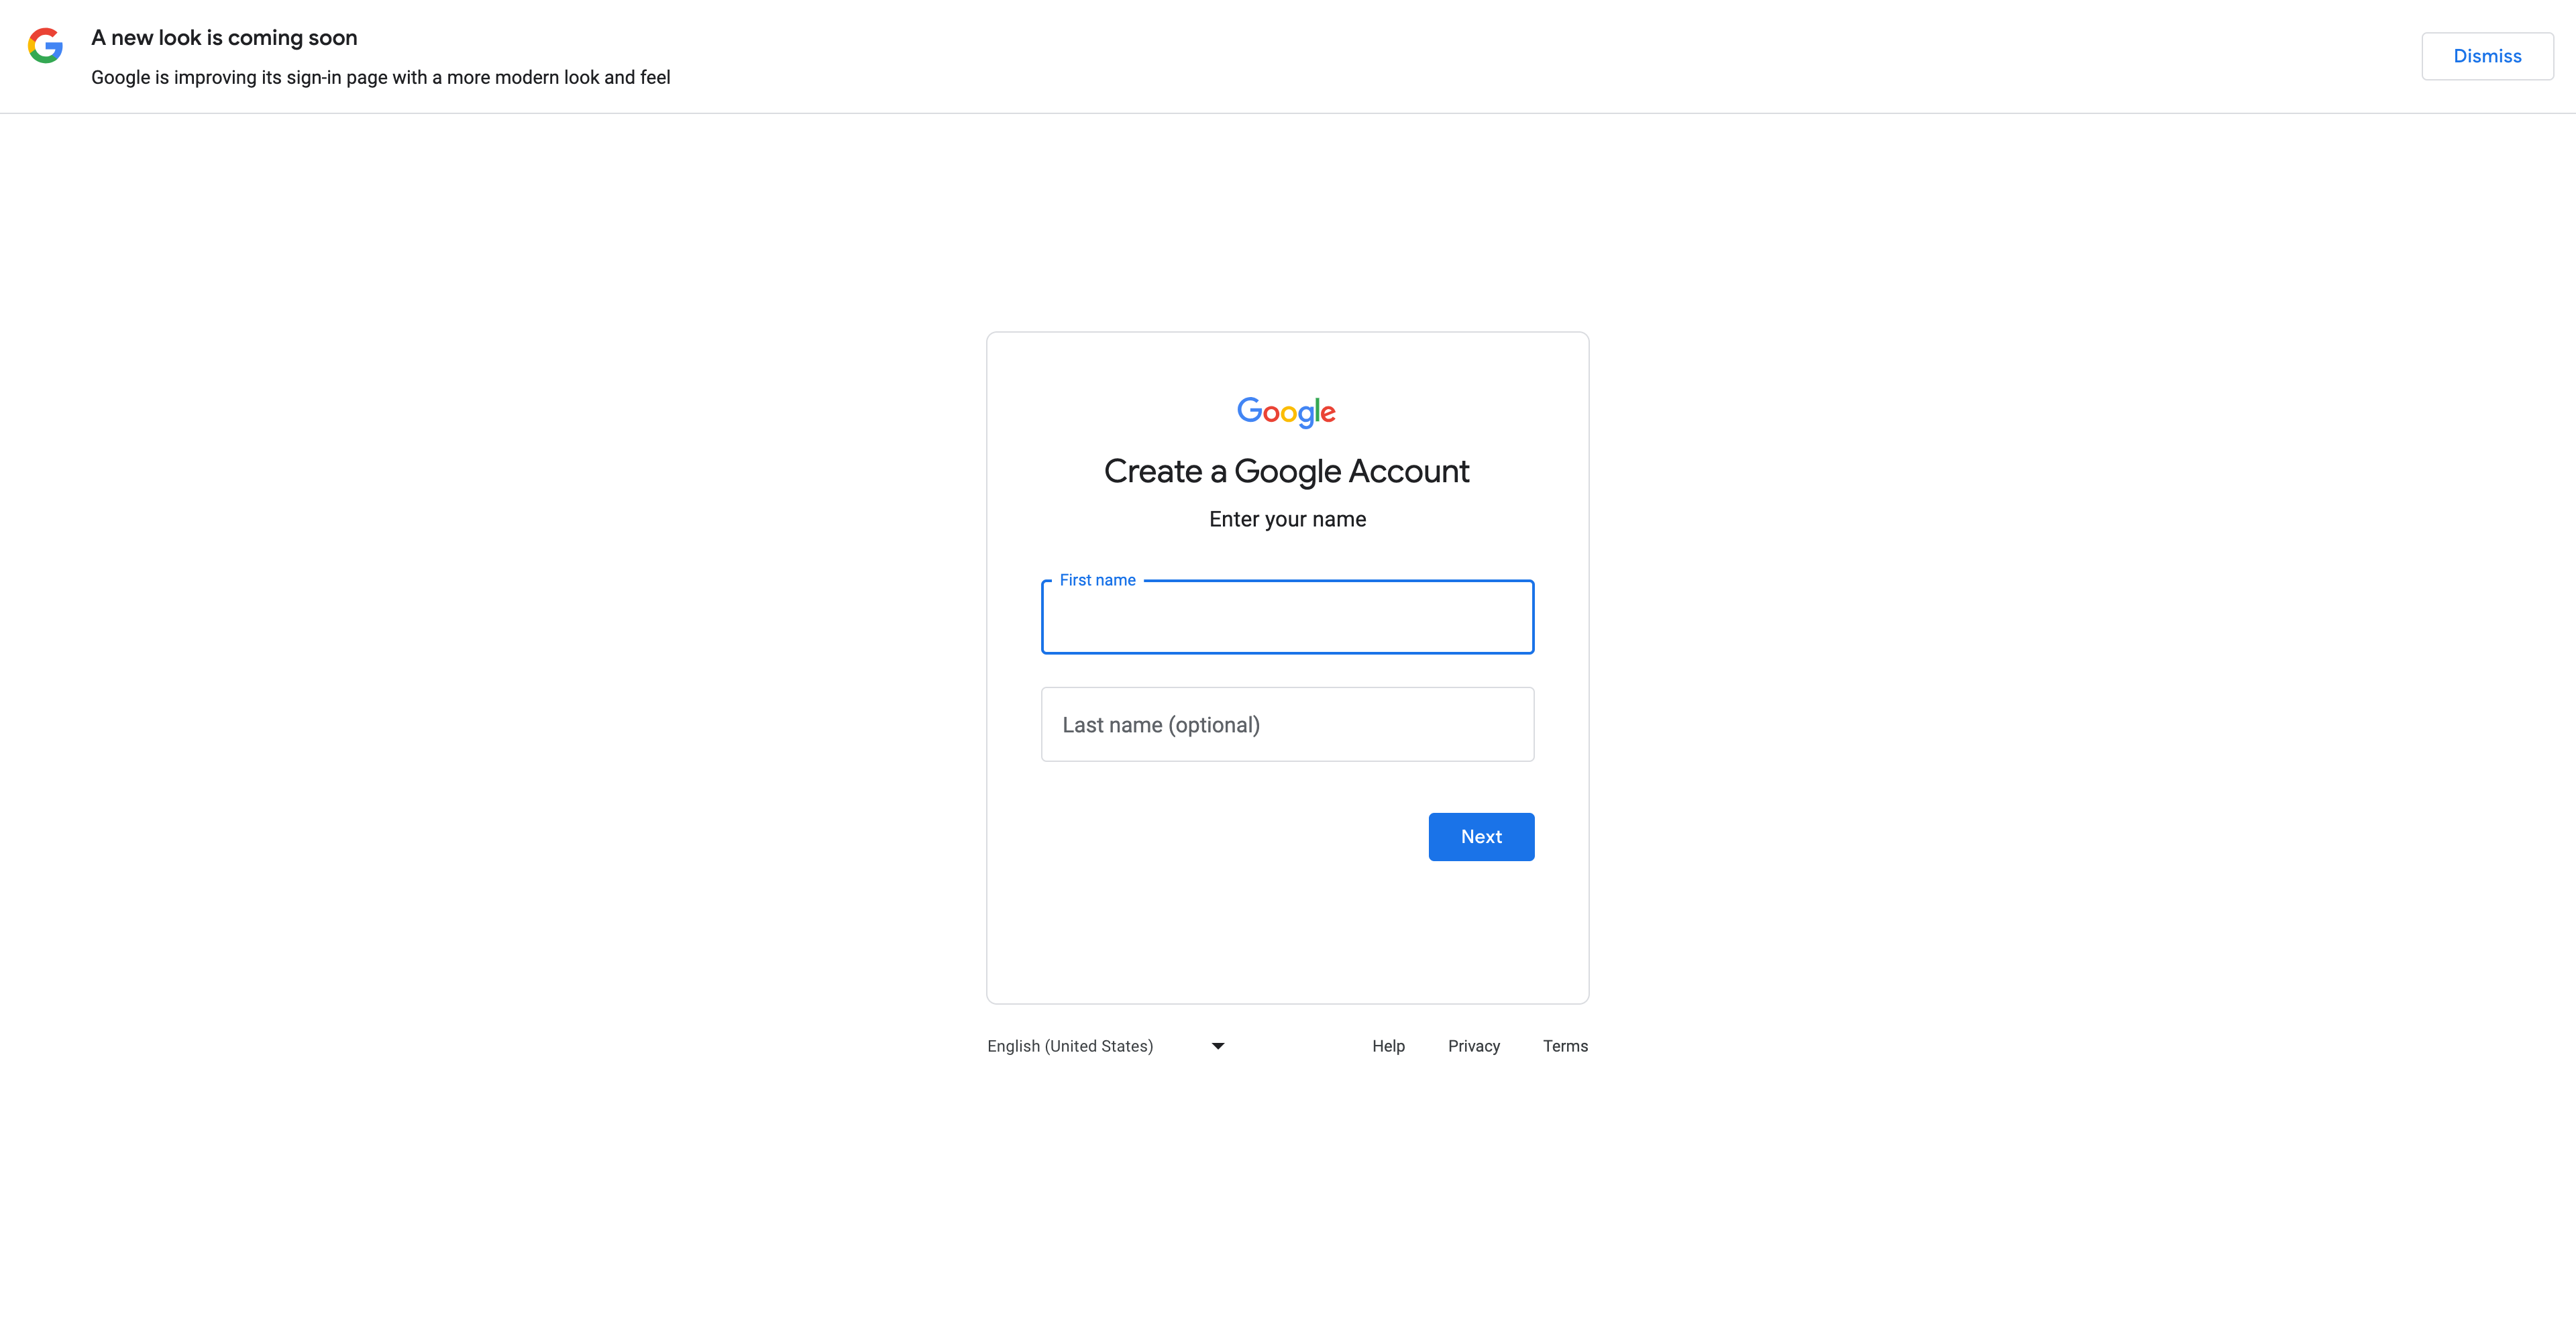 A new look is coming soon
Google is improving its sign-in page with a more modern look and feel
Dismiss
Google
Create a Google Account
Enter your name
First name
Last name (optional)
Next
English (United States)
Help Privacy Terms